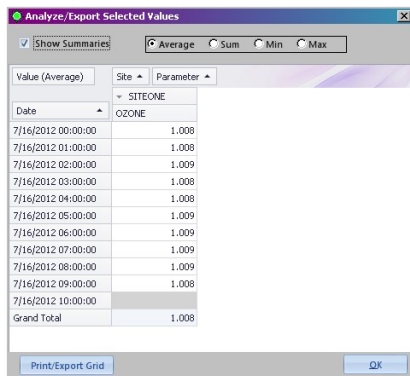 Analyze/Export Selected Values
Show Summaries
Average Sum Min Max
Value (Average) Site Parameter
SITEONE
Date OZONE
7/16/2012 00:00:00 1.008
7/16/2012 01:00:00 1.008
7/16/2012 02:00:00 1.009
7/16/2012 03:00:00 1.008
7/16/2012 04:00:00 1.008
7/16/2012 05:00:00 1.009
7/16/2012 06:00:00 1.009
7/16/2012 07:00:00 1.009
7/16/2012 08:00:00 1.009
7/16/2012 09:00:00 1.008
7/16/2012 10:00:00
Grand Total 1.008
Print/Export Grid OK